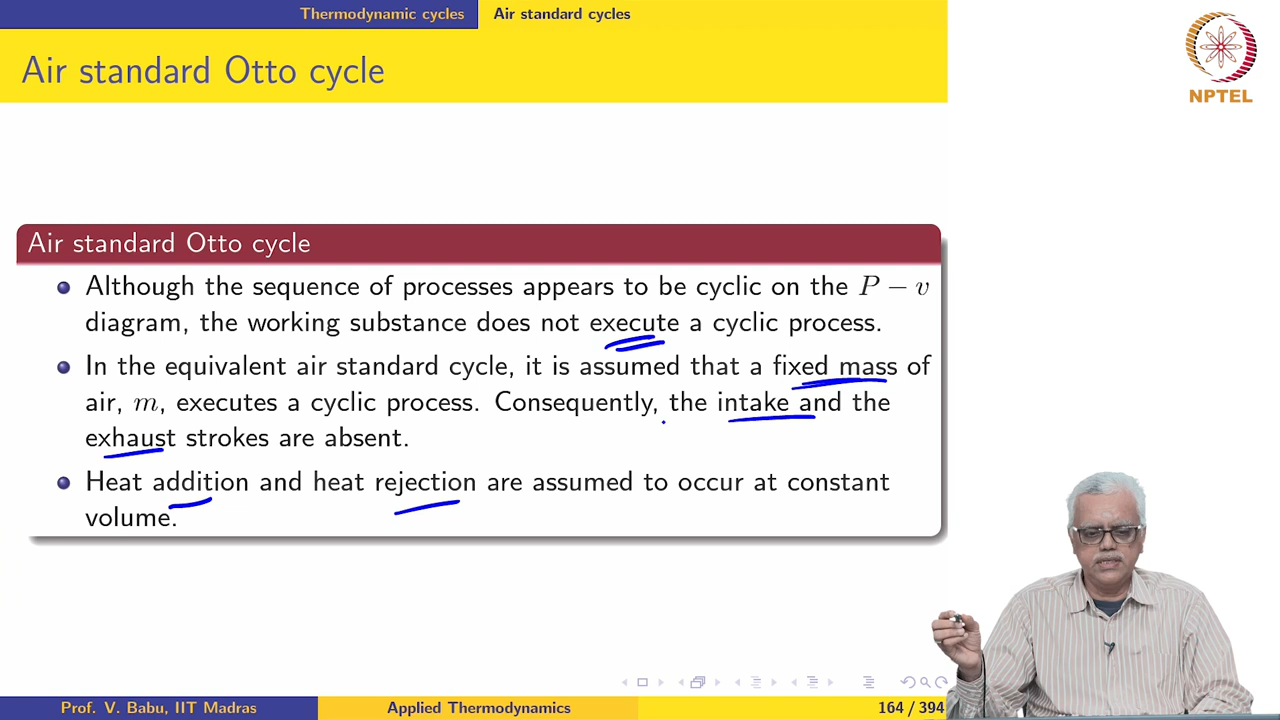 Thermodynamic cycles Air standard cycles
Air standard Otto cycle
NPTEL
Air standard Otto cycle
Although the sequence of processes appears to be cyclic on the P − v
diagram, the working substance does not execute a cyclic process.
In the equivalent air standard cycle, it is assumed that a fixed mass of
air, m, executes a cyclic process. Consequently, the intake and the
exhaust strokes are absent.
Heat addition and heat rejection are assumed to occur at constant
volume.
Prof. V. Babu, IIT Madras Applied Thermodynamics 164 / 394